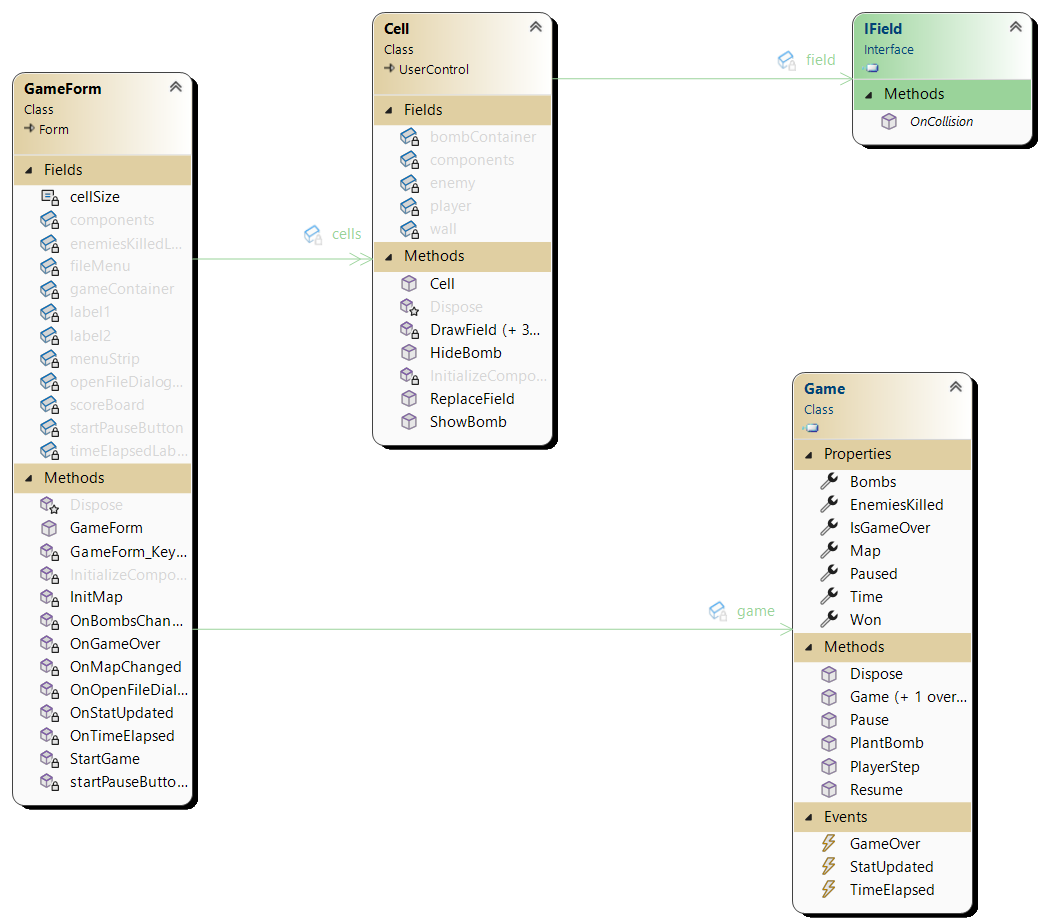 GameForm
Class
Form
Fields
cellSize
components
enemiesKilledL...
fileMenu
gameContainer
label1
label2
menuStrip
openFileDialog...
scoreBoard
startPauseButton
timeElapsedLab...
Methods
Dispose
GameForm
GameForm_Key...
InitializeCompo...
InitMap
OnBombsChan...
OnGameOver
OnMapChanged
OnOpenFileDial...
OnStatUpdated
OnTimeElapsed
StartGame
startPauseButto...
cells
Cell
Class
UserControl
Fields
bombContainer
components
enemy
player
wall
Methods
Cell
Dispose
DrawField (+ 3...
HideBomb
InitializeCompo...
ReplaceField
ShowBomb
field
IField
Interface
Methods
OnCollision
game
Game
Class
Properties
Bombs
EnemiesKilled
IsGameOver
Map
Paused
Time
Won
Methods
Dispose
Game (+ 1 over...
Pause
PlantBomb
PlayerStep
Resume
Events
GameOver
StatUpdated
TimeElapsed